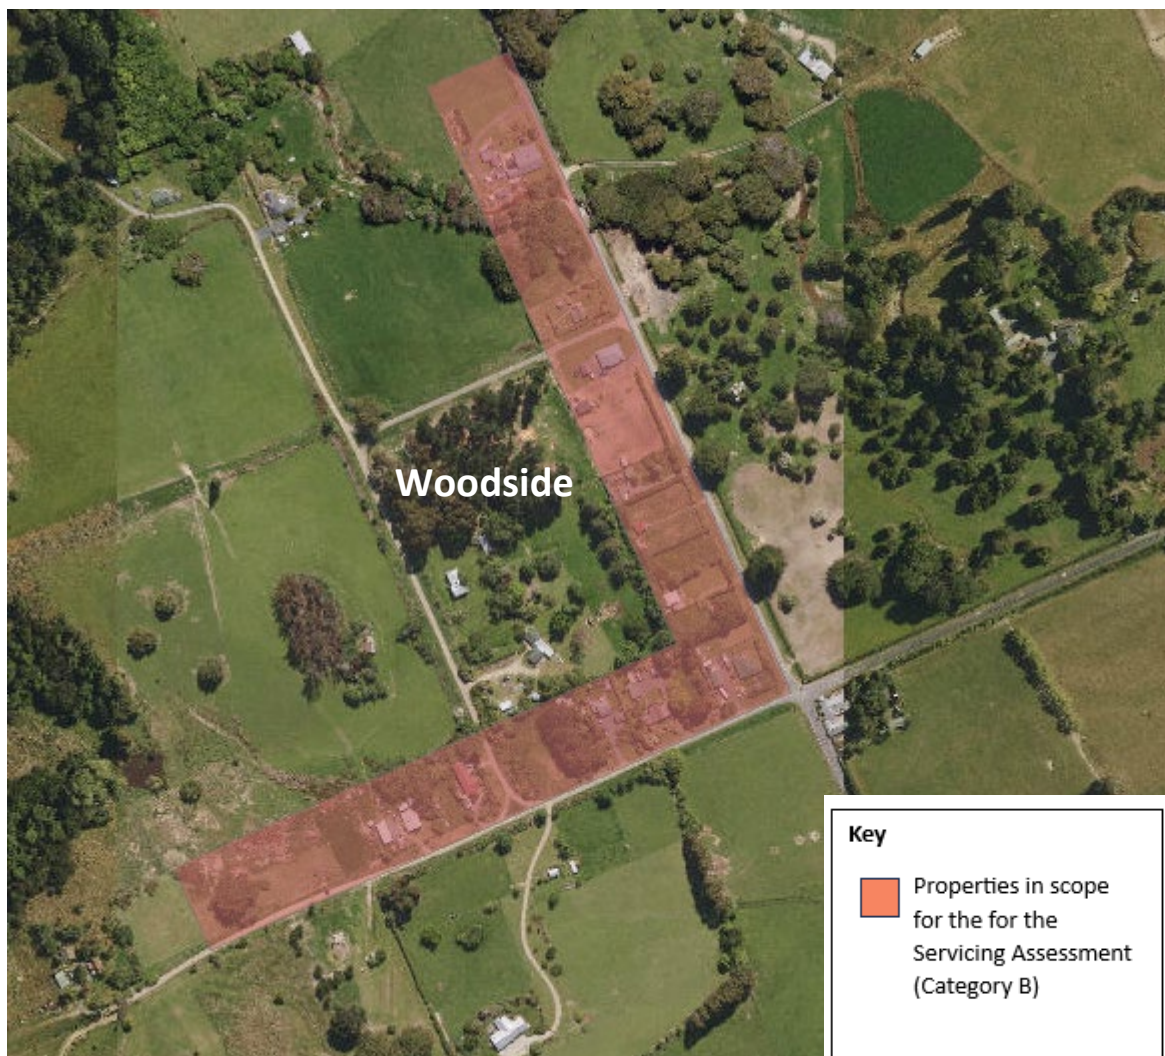 Woodside
Key
Properties in scope
for the for the
Servicing Assessment
(Category B)